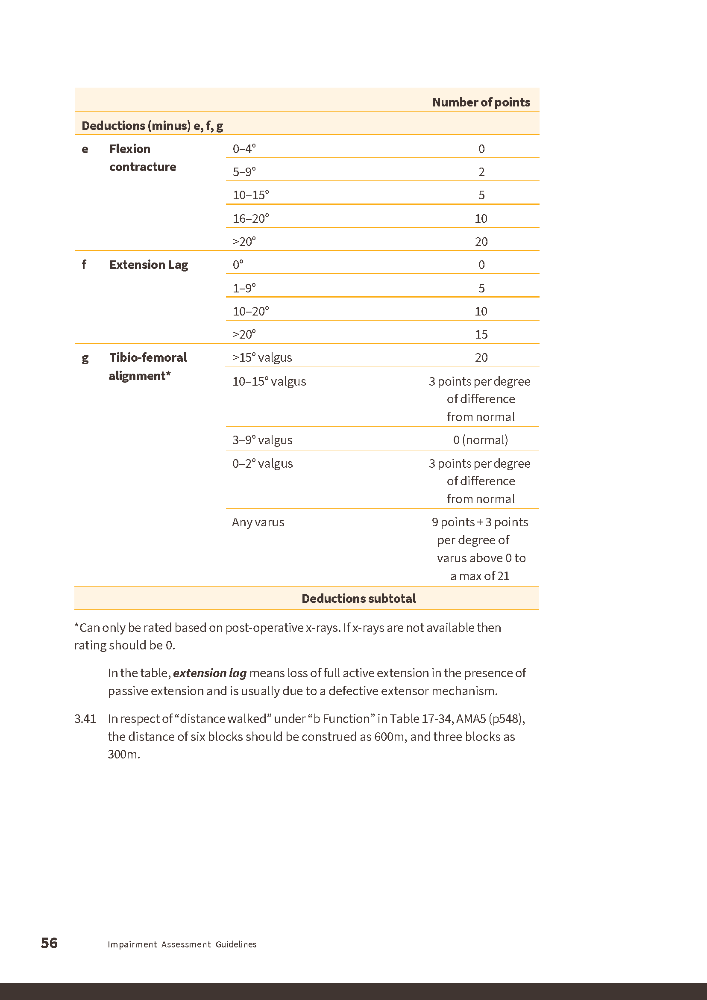 Number of points
Deductions (minus) e, f, g
e Flexion 0–4° 0
contracture
5–9° 2
10–15° 5
16–20° 10
>20° 20
f Extension Lag 0° 0
1–9° 5
10–20° 10
>20° 15
g Tibio-femoral >15° valgus 20
alignment*
10–15° valgus 3 points per degree
of difference
from normal
3–9° valgus 0 (normal)
0–2° valgus 3 points per degree
of difference
from normal
Any varus 9 points + 3 points
per degree of
varus above 0 to
a max of 21
Deductions subtotal
*Can only be rated based on post-operative x-rays. If x-rays are not available then
rating should be 0.
In the table, extension lag means loss of full active extension in the presence of
passive extension and is usually due to a defective extensor mechanism.
3.41 In respect of “distance walked” under “b Function” in Table 17-34, AMA5 (p548),
the distance of six blocks should be construed as 600m, and three blocks as
300m.
56 Impairment Assessment Guidelines